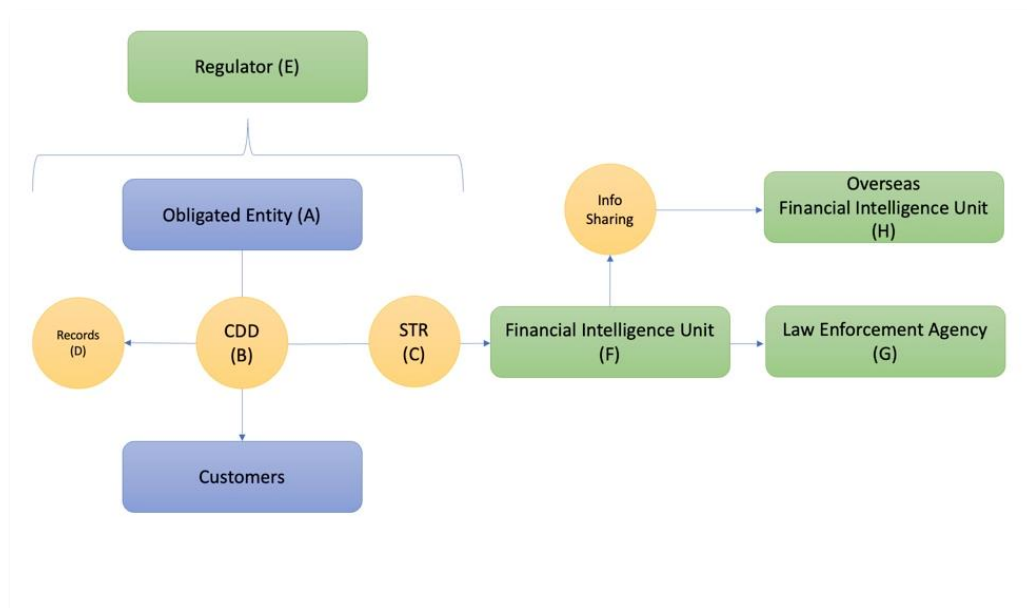 Regulator (E)
Obligated Entity (A)
Info
Sharing
Overseas
Financial Intelligence Unit
(H)
Records
(D)
CDD
(B)
STR
(C)
Financial Intelligence Unit
(F)
Law Enforcement Agency
(G)
Customers